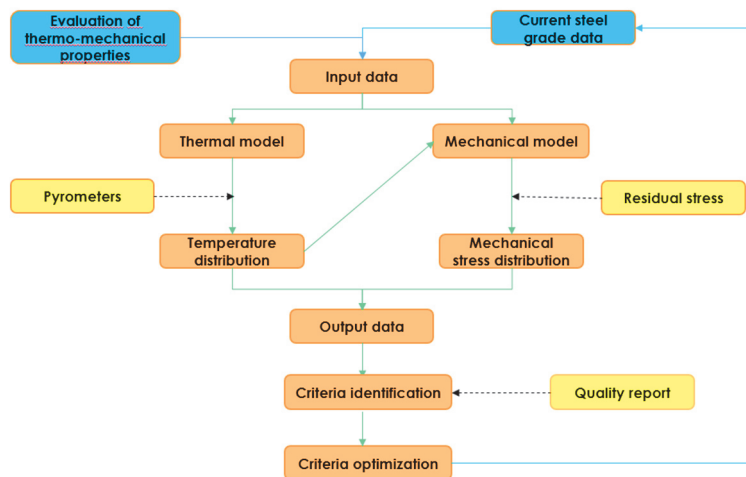 Evaluation of
thermo-mechanical
properties
Current steel
grade data
Input data
Thermal model
Mechanical model
Pyrometers
Residual stress
Temperature
distribution
Mechanical
stress distribution
Output data
Criteria identification
Quality report
Criteria optimization